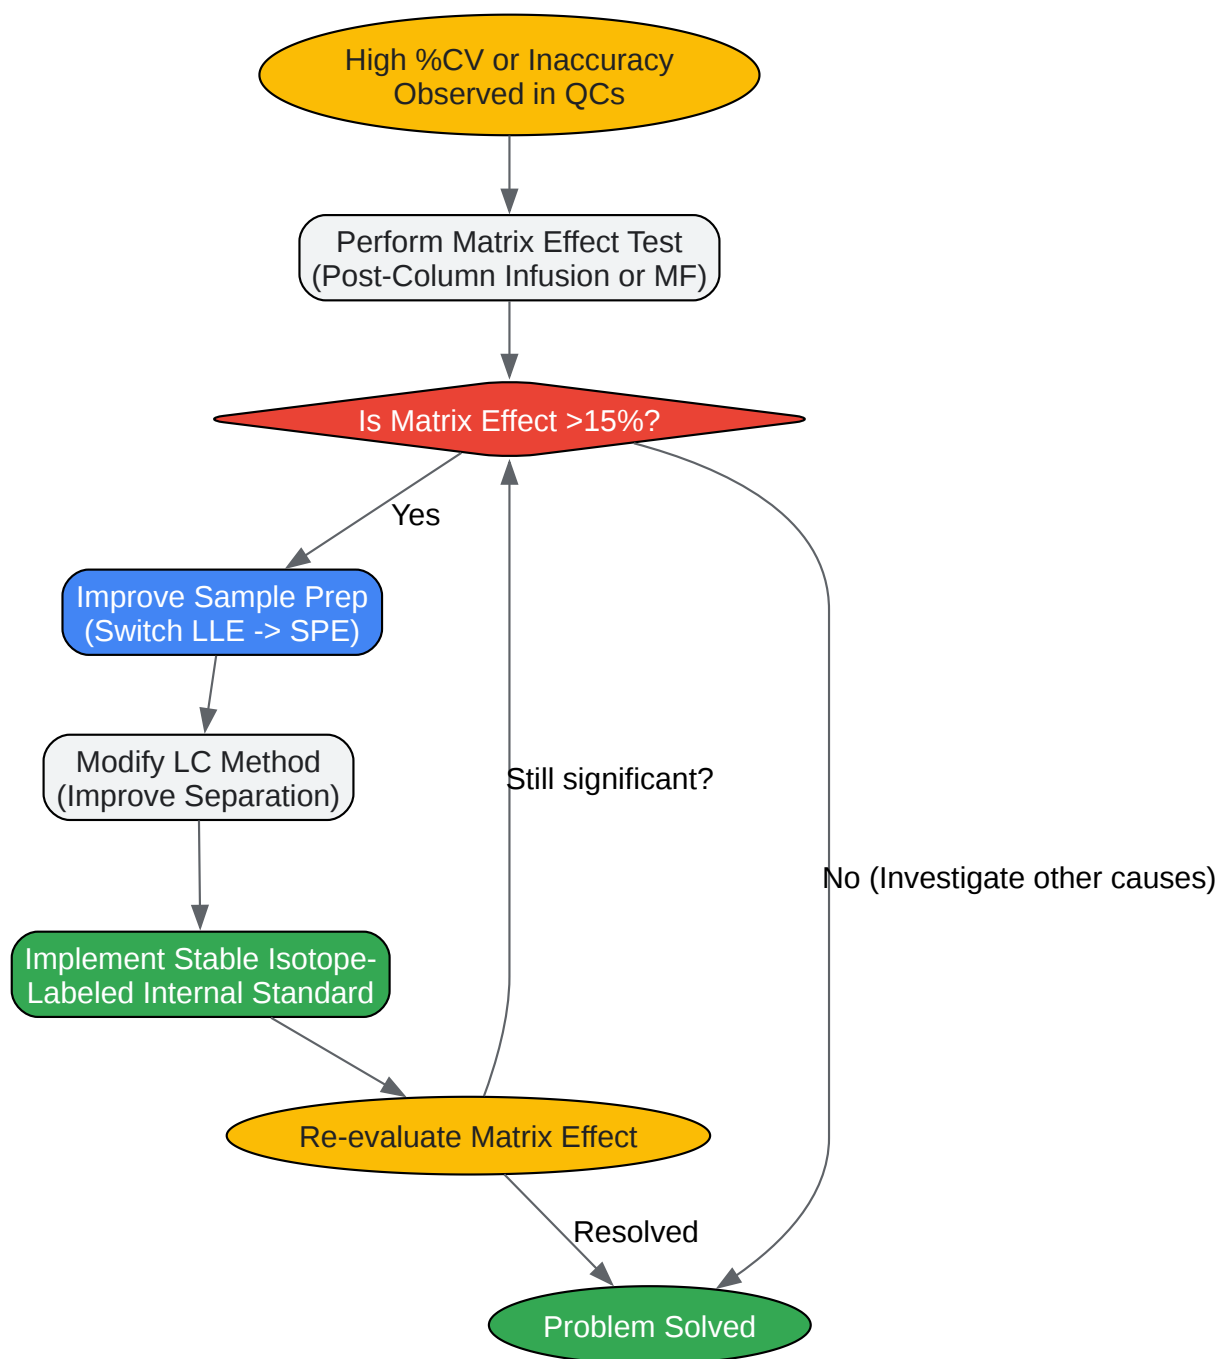 High %CV or Inaccuracy
Observed in QCs
Perform Matrix Effect Test
(Post-Column Infusion or MF)
Is Matrix Effect >15%?
Yes
Improve Sample Prep
(Switch LLE -> SPE)
Modify LC Method
(Improve Separation)
Still significant?
No (Investigate other causes)
Implement Stable Isotope-
Labeled Internal Standard
Re-evaluate Matrix Effect
Resolved
Problem Solved